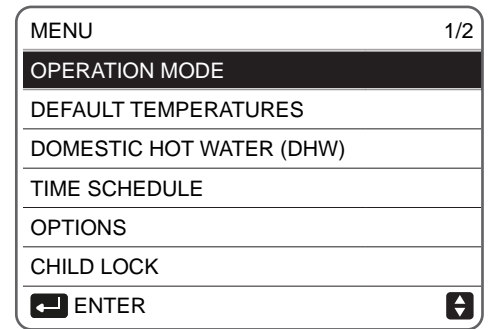 MENU 1/2
OPERATION MODE
DEFAULT TEMPERATURES
DOMESTIC HOT WATER (DHW)
TIME SCHEDULE
OPTIONS
CHILD LOCK
ENTER